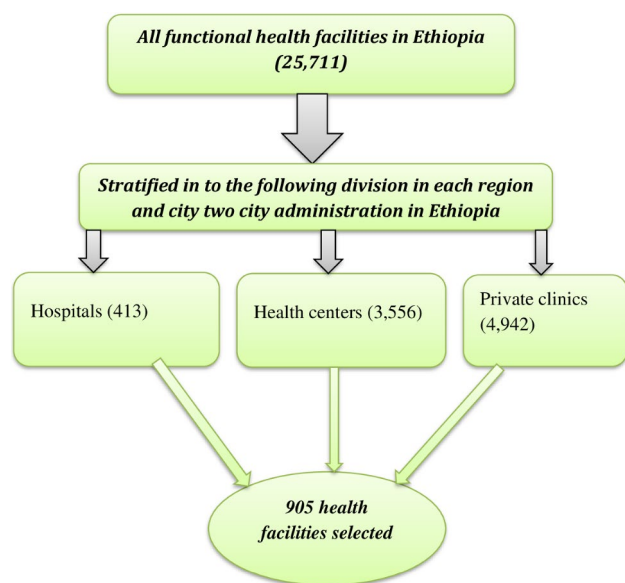 All functional health facilities in Ethiopia
(25,711)
Stratified in to the following division in each region
and city two city administration in Ethiopia
Hospitals (413)
Health centers (3,556)
Private clinics
(4,942)
905 health
facilities selected